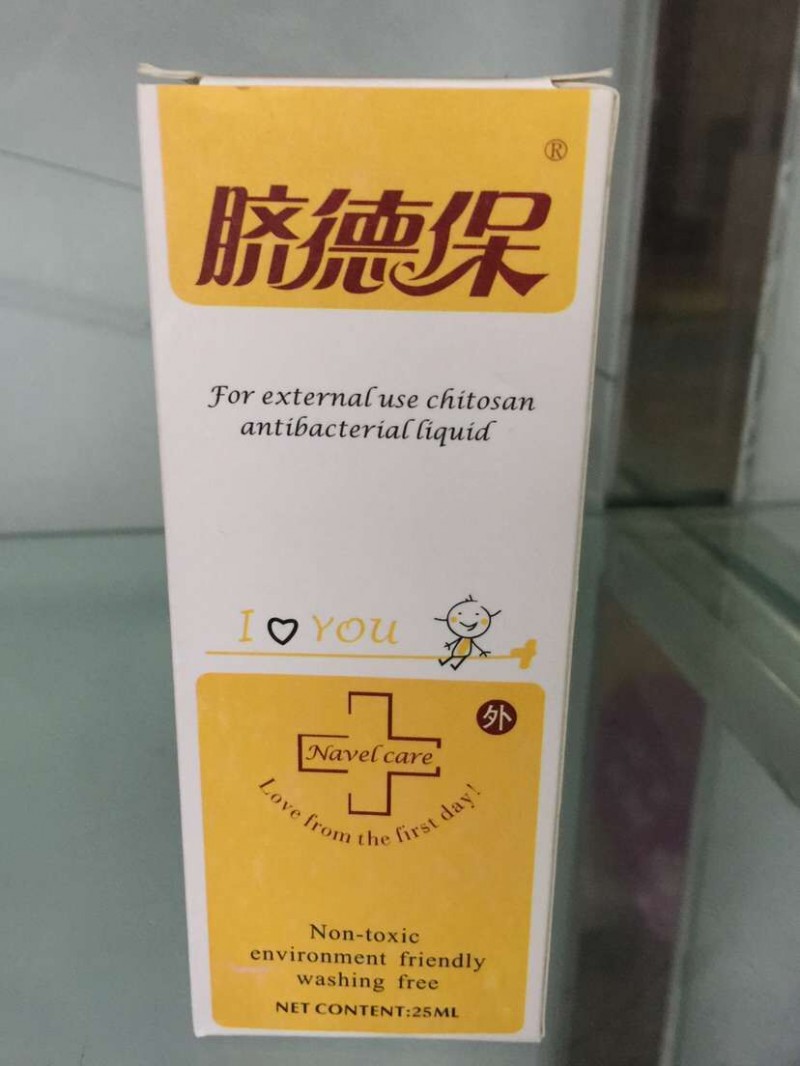 ®
脐德保
For external use chitosan
antibacterial liquid
I YOU
外
Navel care
Love from the first day!
Non-toxic
environment friendly
washing free
NET CONTENT:25ML